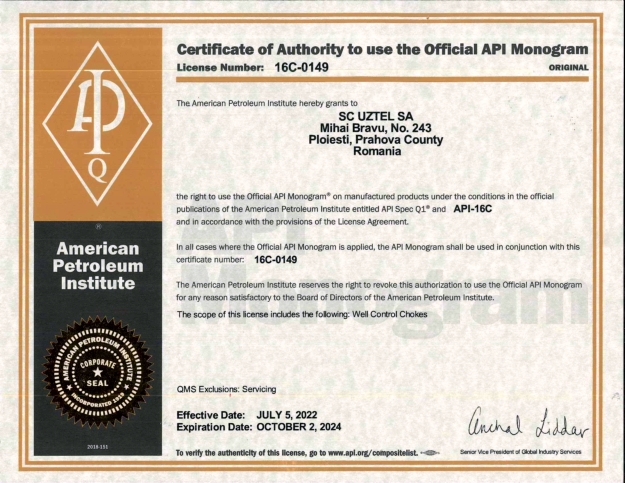 API
Q
®
American
Petroleum
Institute
AMERICAN PETROLEUM INSTITUTE
CORPORATE
SEAL
INCORPORATED 1919
2018-151
Certificate of Authority to use the Official API Monogram
License Number: 16C-0149
ORIGINAL
The American Petroleum Institute hereby grants to
SC UZTEL SA
Mihai Bravu, No. 243
Ploiesti, Prahova County
Romania
the right to use the Official API Monogram® on manufactured products under the conditions in the official
publications of the American Petroleum Institute entitled API Spec Q1® and API-16C
and in accordance with the provisions of the License Agreement.
In all cases where the Official API Monogram is applied, the API Monogram shall be used in conjunction with this
certificate number: 16C-0149
The American Petroleum Institute reserves the right to revoke this authorization to use the Official API Monogram
for any reason satisfactory to the Board of Directors of the American Petroleum Institute.
The scope of this license includes the following: Well Control Chokes
QMS Exclusions: Servicing
Effective Date: JULY 5, 2022
Expiration Date: OCTOBER 2, 2024
To verify the authenticity of this license, go to www.api.org/compositelist.
Anchal Liddar
Senior Vice President of Global Industry Services